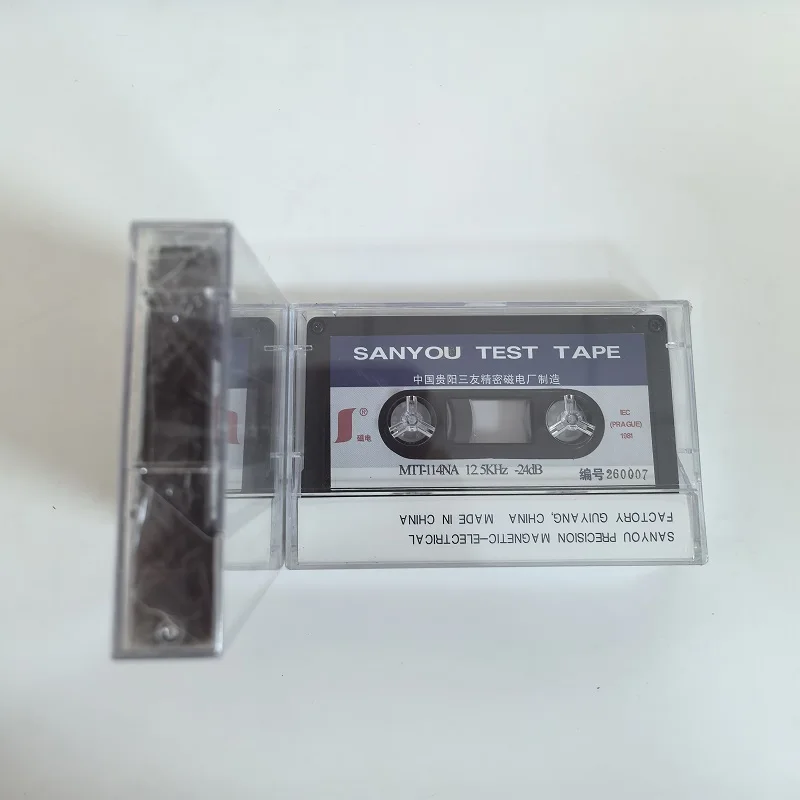 SANYOU TEST TAPE
中国贵阳三友精密磁电厂制造
®
磁电
IEC
(PRAGUE)
1981
MTT-114NA 12.5KHz -24dB
编号260007
SANYOU PRECISION MAGNETIC-ELECTRICAL
FACTORY GUIYANG, CHINA MADE IN CHINA